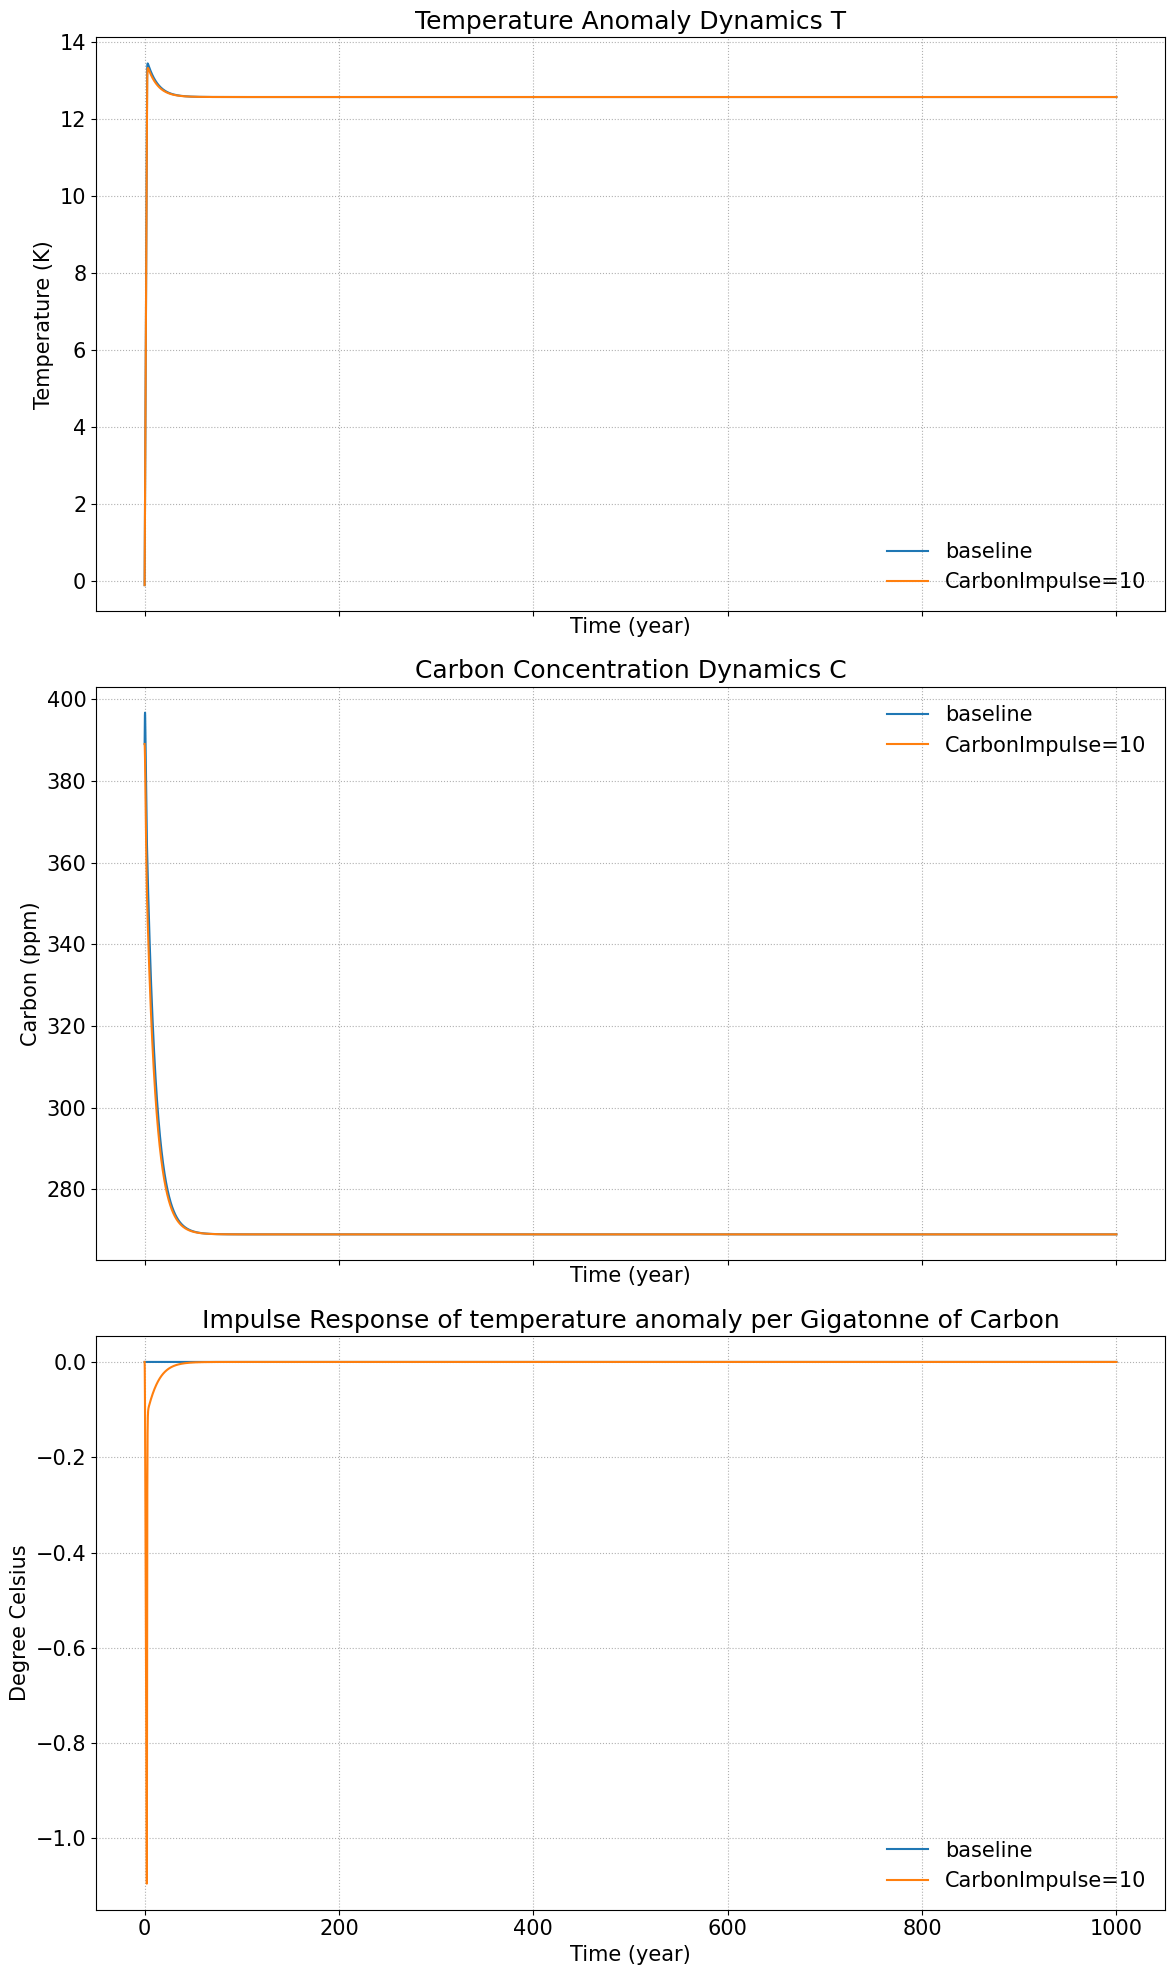 Temperature Anomaly Dynamics T
14
12
10
8
6
4
2
0
Temperature (K)
baseline
CarbonImpulse=10
Time (year)
Carbon Concentration Dynamics C
400
380
360
340
320
300
280
Carbon (ppm)
baseline
CarbonImpulse=10
Time (year)
Impulse Response of temperature anomaly per Gigatonne of Carbon
0.0
−0.2
−0.4
−0.6
−0.8
−1.0
Degree Celsius
baseline
CarbonImpulse=10
0 200 400 600 800 1000
Time (year)